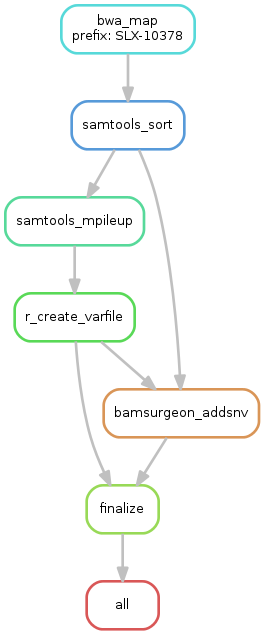 bwa_map
prefix: SLX-10378
samtools_sort
samtools_mpileup
r_create_varfile
bamsurgeon_addsnv
finalize
all